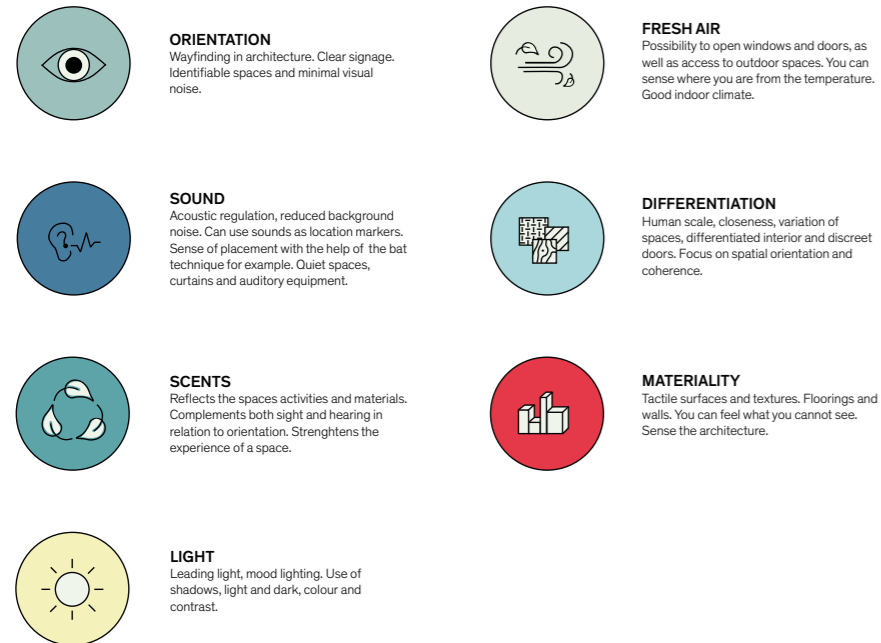 ORIENTATION
Wayfinding in architecture. Clear signage.
Identifiable spaces and minimal visual
noise.
SOUND
Acoustic regulation, reduced background
noise. Can use sounds as location markers.
Sense of placement with the help of the bat
technique for example. Quiet spaces,
curtains and auditory equipment.
SCENTS
Reflects the spaces activities and materials.
Complements both sight and hearing in
relation to orientation. Strenghtens the
experience of a space.
LIGHT
Leading light, mood lighting. Use of
shadows, light and dark, colour and
contrast.
FRESH AIR
Possibility to open windows and doors, as
well as access to outdoor spaces. You can
sense where you are from the temperature.
Good indoor climate.
DIFFERENTIATION
Human scale, closeness, variation of
spaces, differentiated interior and discreet
doors. Focus on spatial orientation and
coherence.
MATERIALITY
Tactile surfaces and textures. Floorings and
walls. You can feel what you cannot see.
Sense the architecture.